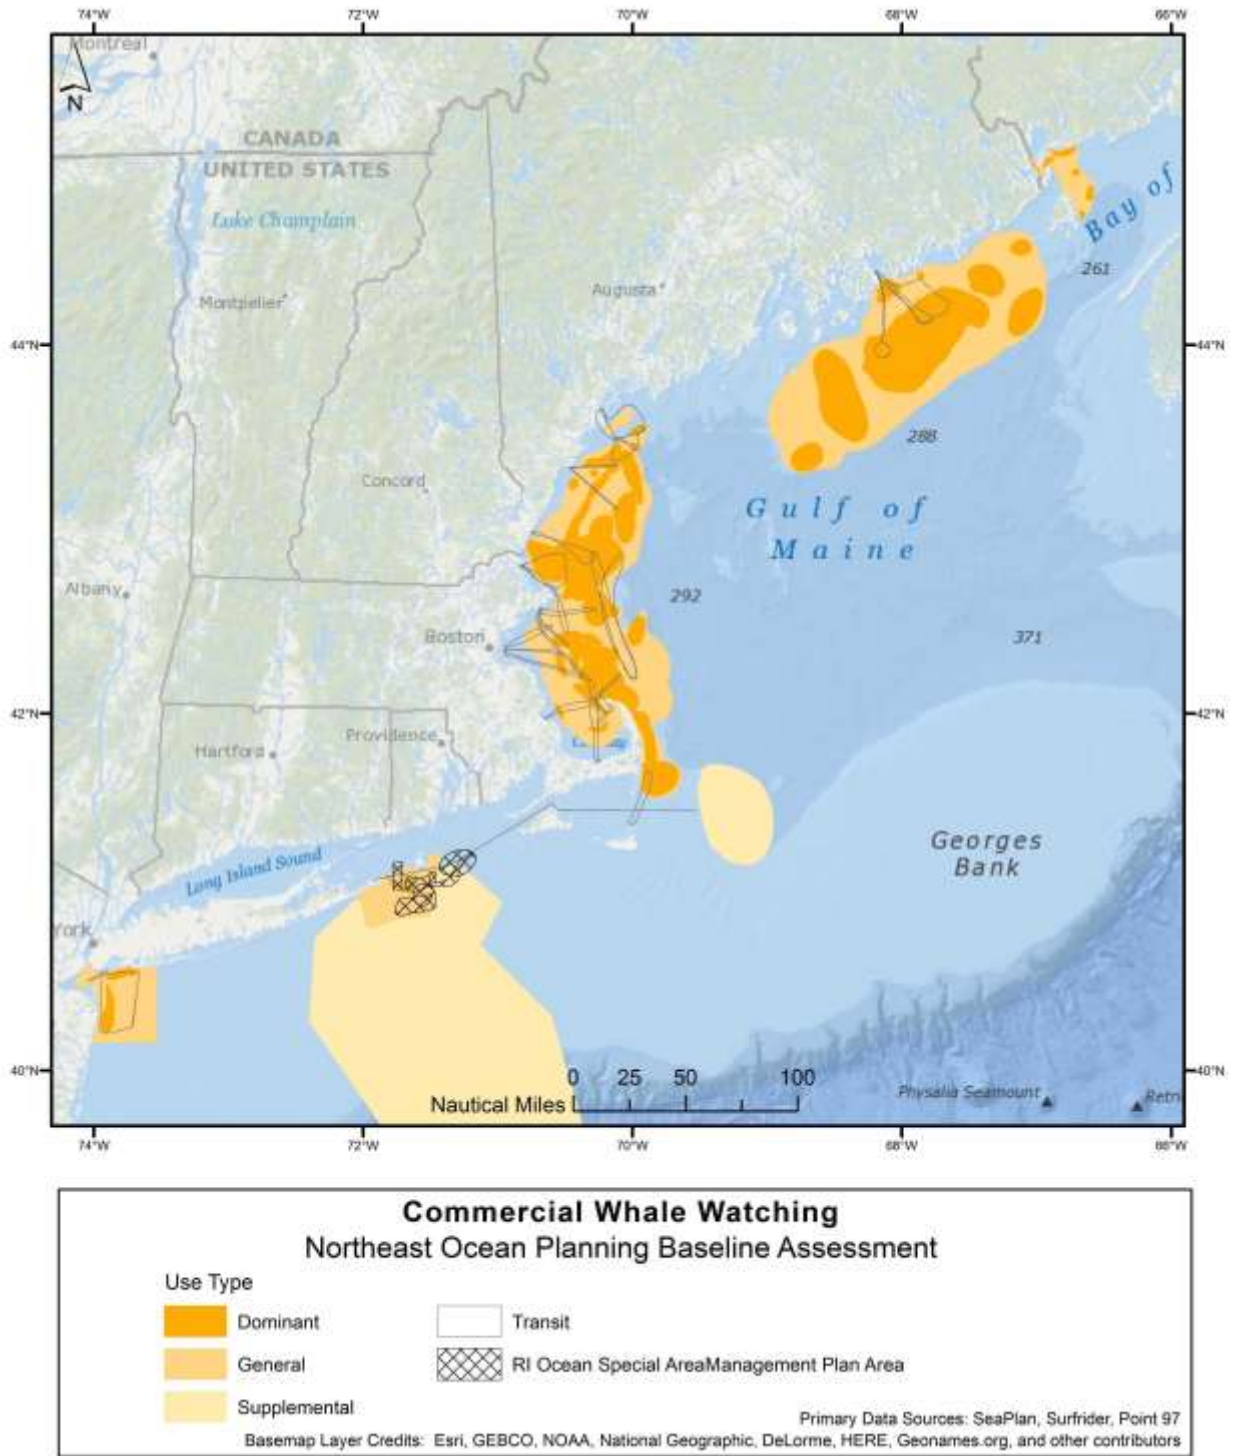 74°W 72°W 70°W 68°W 66°W
Montreal
N
CANADA
UNITED STATES
Lake Champlain
Bay of
261
Montpelier
Augusta
44°N 44°N
288
Concord
Gulf of
Maine
Albany
292
371
Boston
42°N 42°N
Providence
Hartford
Georges
Bank
Long Island Sound
York
40°N 40°N
0 25 50 100
Nautical Miles
Physalia Seamount
Retri
74°W 72°W 70°W 68°W 66°W
Commercial Whale Watching
Northeast Ocean Planning Baseline Assessment
Use Type
Dominant
Transit
General
RI Ocean Special AreaManagement Plan Area
Supplemental
Primary Data Sources: SeaPlan, Surfrider, Point 97
Basemap Layer Credits: Esri, GEBCO, NOAA, National Geographic, DeLorme, HERE, Geonames.org, and other contributors